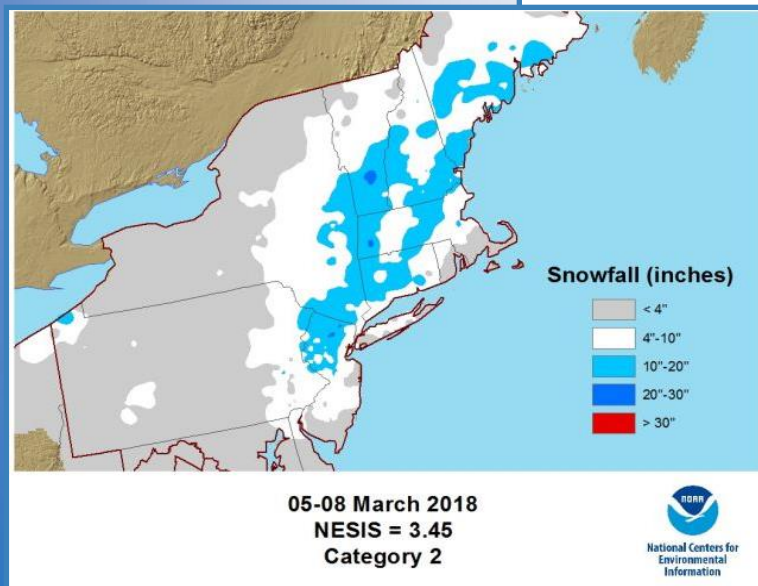 Snowfall (inches)
< 4"
4"-10"
10"-20"
20"-30"
> 30"
05-08 March 2018
NESIS = 3.45
Category 2
NOAA
National Centers for
Environmental
Information